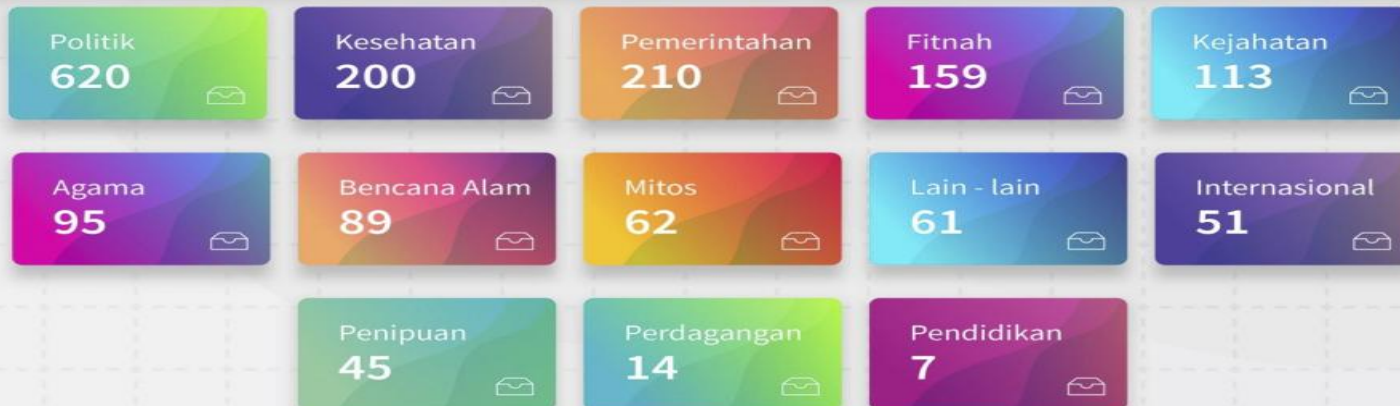 Politik
620
Kesehatan
200
Pemerintahan
210
Fitnah
159
Kejahatan
113
Agama
95
Bencana Alam
89
Mitos
62
Lain - lain
61
Internasional
51
Penipuan
45
Perdagangan
14
Pendidikan
7